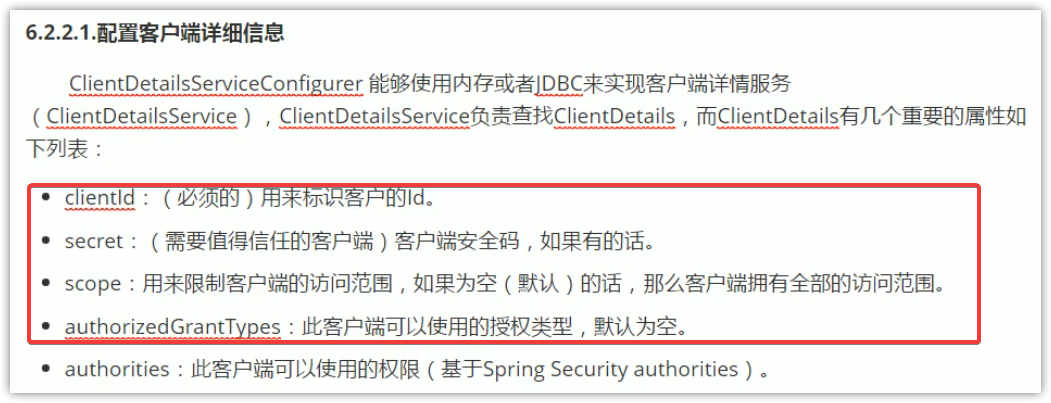 6.2.2.1.配置客户端详细信息
ClientDetailsServiceConfigurer 能够使用内存或者JDBC来实现客户端详情服务
（ClientDetailsService），ClientDetailsService负责查找ClientDetails，而ClientDetails有几个重要的属性如
下列表：
• clientId：（必须的）用来标识客户的Id。
• secret：（需要值得信任的客户端）客户端安全码，如果有的话。
• scope：用来限制客户端的访问范围，如果为空（默认）的话，那么客户端拥有全部的访问范围。
• authorizedGrantTypes：此客户端可以使用的授权类型，默认为空。
• authorities：此客户端可以使用的权限（基于Spring Security authorities）。